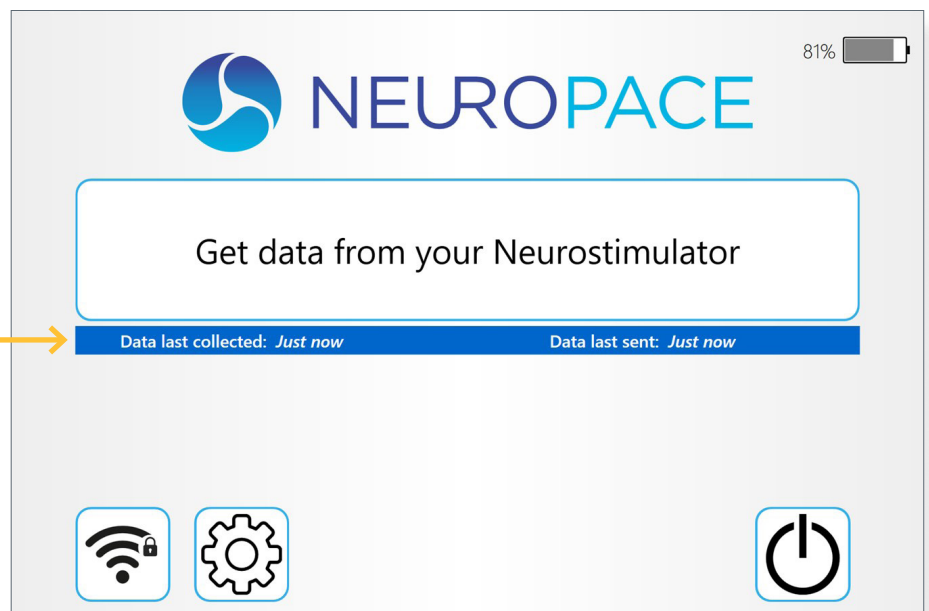 81%
NEUROPACE
Get data from your Neurostimulator
Data last collected: Just now Data last sent: Just now